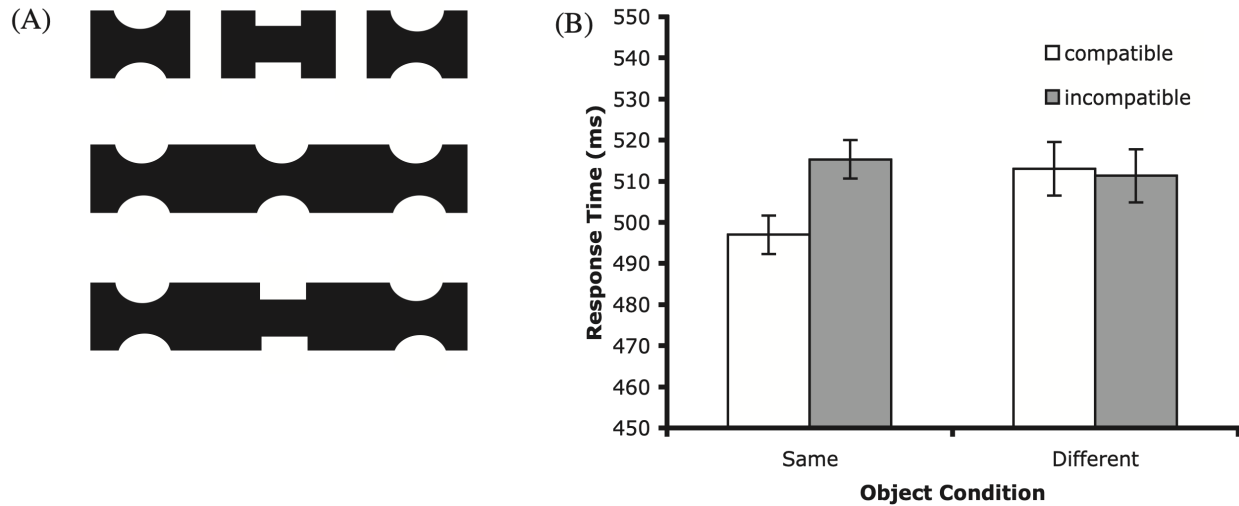 (A)
(B)
Response Time (ms)
550
540
530
520
510
500
490
480
470
460
450
compatible
incompatible
Same
Different
Object Condition